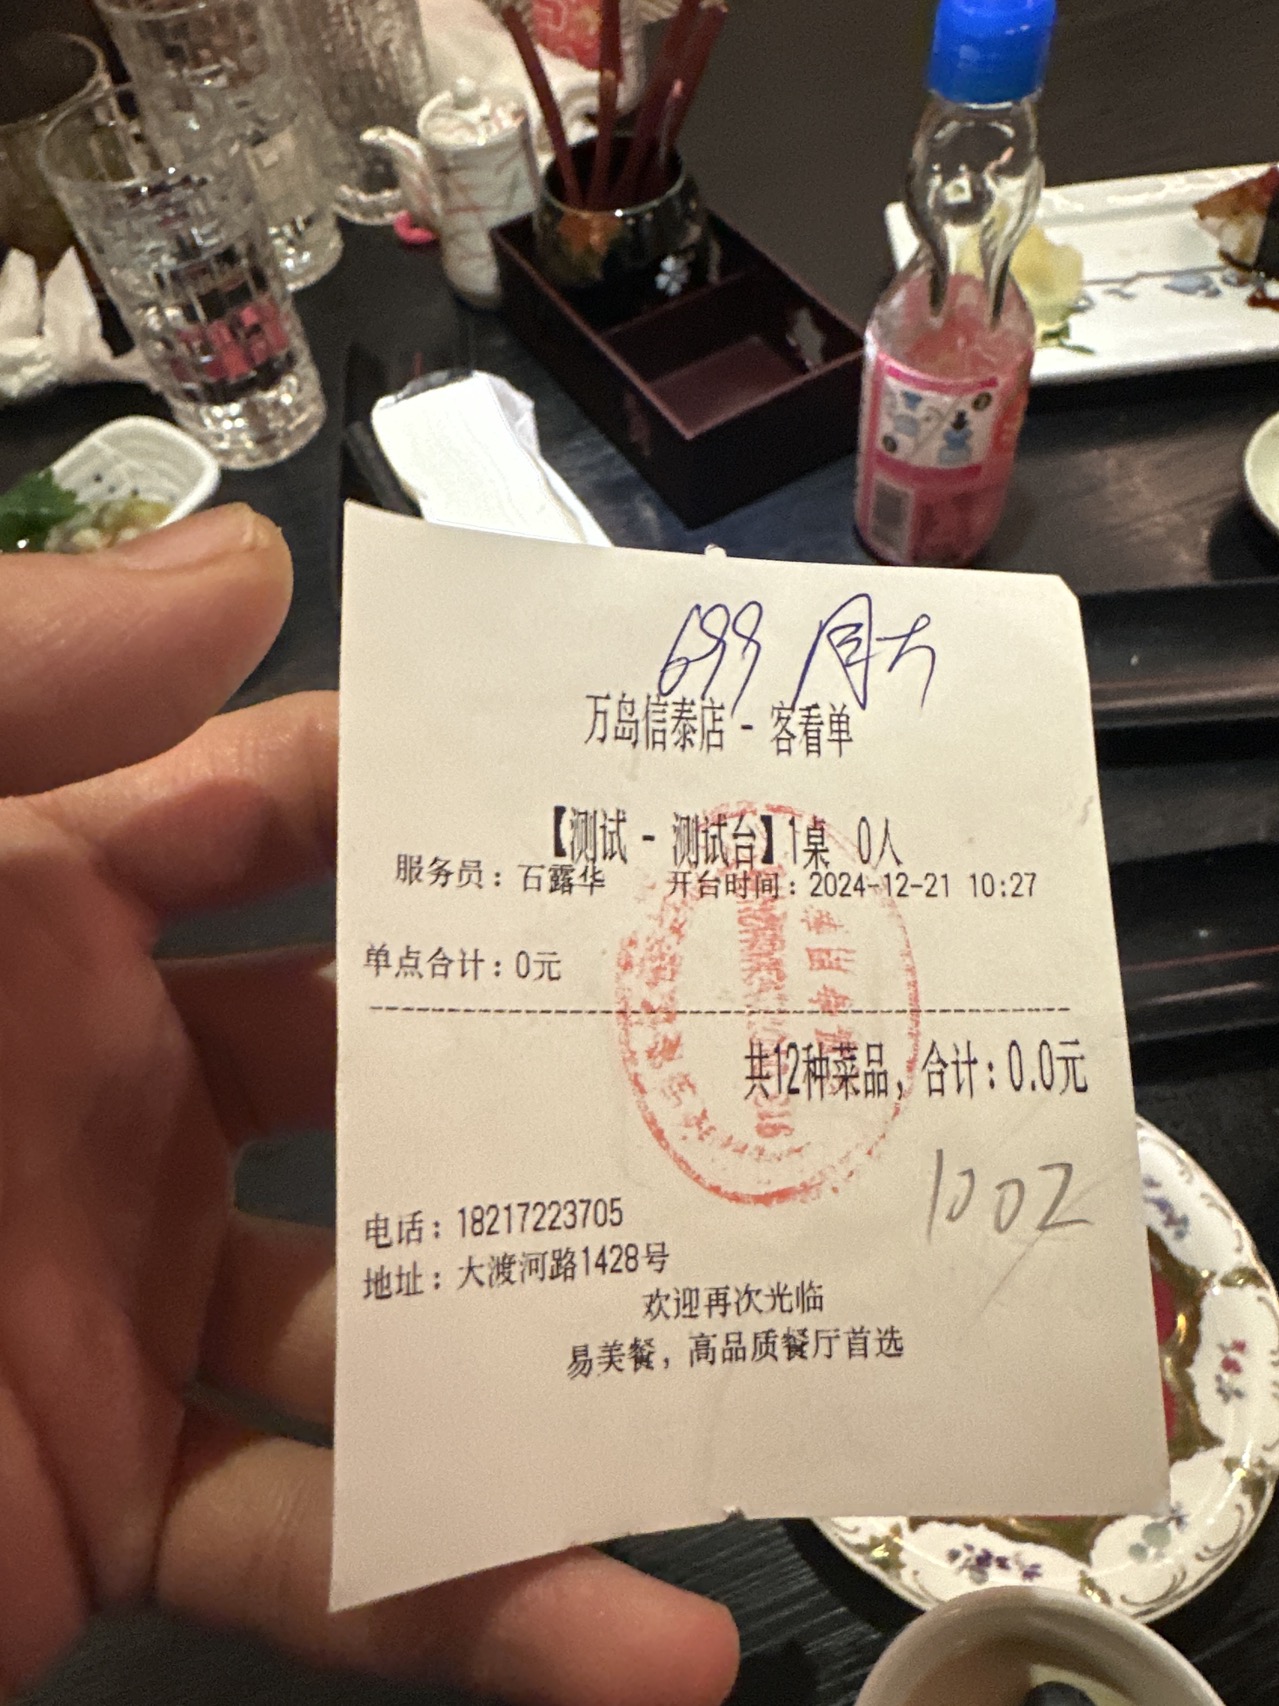 699
万岛信泰店 - 客看单
【测试 - 测试台】1桌 0人
服务员：石露华 开台时间：2024-12-21 10:27
单点合计：0元
共12种菜品，合计：0.0元
1002
电话：18217223705
地址：大渡河路1428号
欢迎再次光临
易美餐，高品质餐厅首选